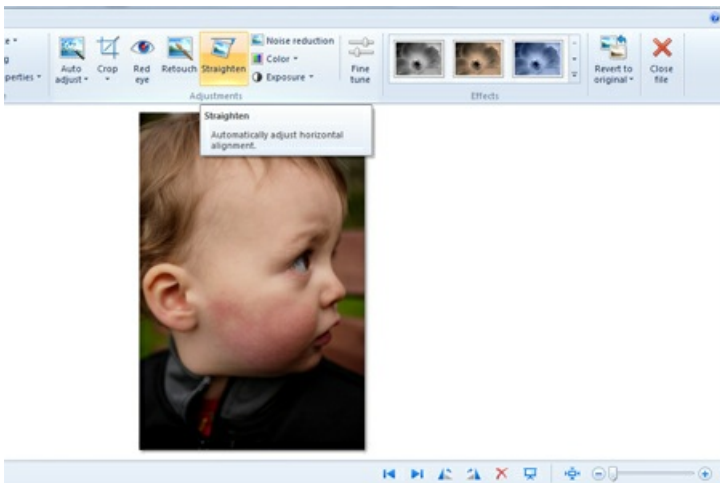 e
g
perties
Auto adjust
Crop
Red eye
Retouch
Straighten
Noise reduction
Color
Exposure
Fine tune
Revert to original
Close file
Adjustments
Effects
Straighten
Automatically adjust horizontal
alignment.